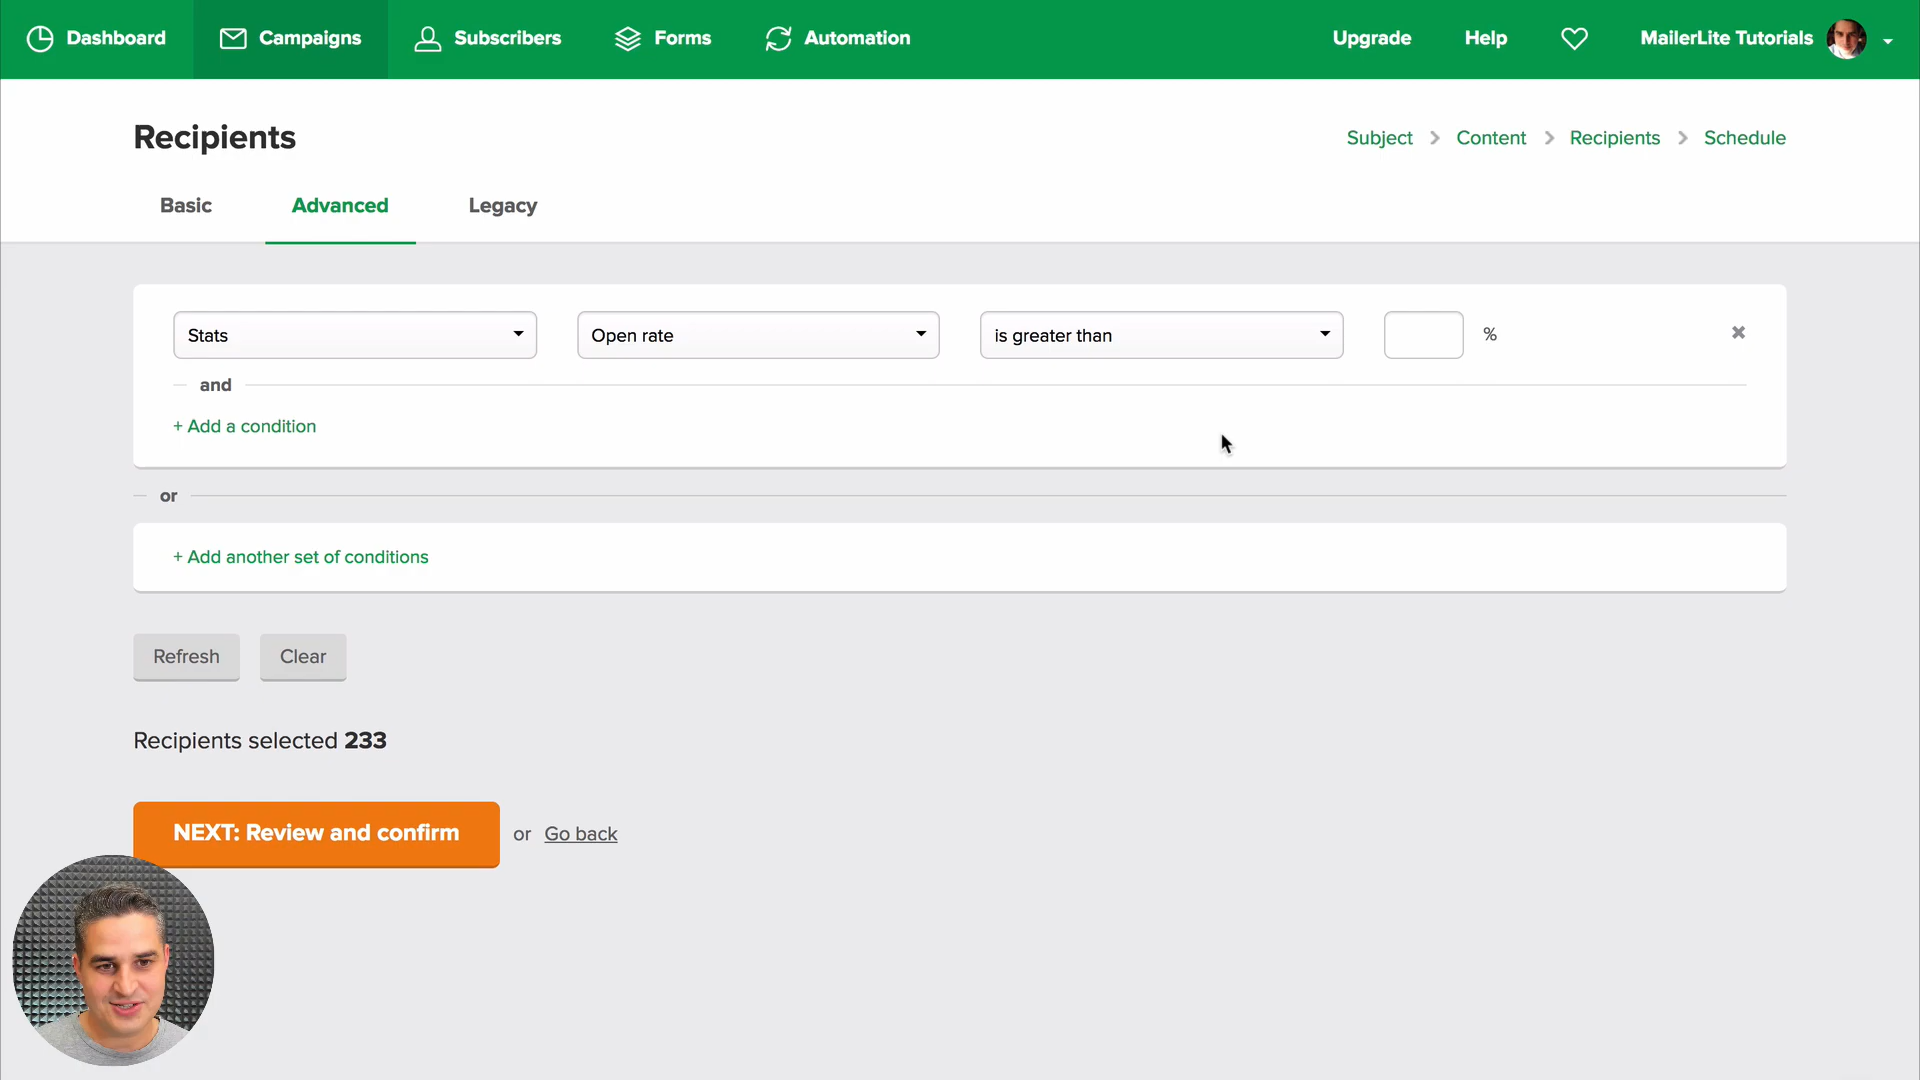 Dashboard Campaigns Subscribers Forms Automation Upgrade Help MailerLite Tutorials
Recipients
Subject > Content > Recipients > Schedule
Basic Advanced Legacy
Stats Open rate is greater than %
and
+ Add a condition
or
+ Add another set of conditions
Refresh Clear
Recipients selected 233
NEXT: Review and confirm or Go back